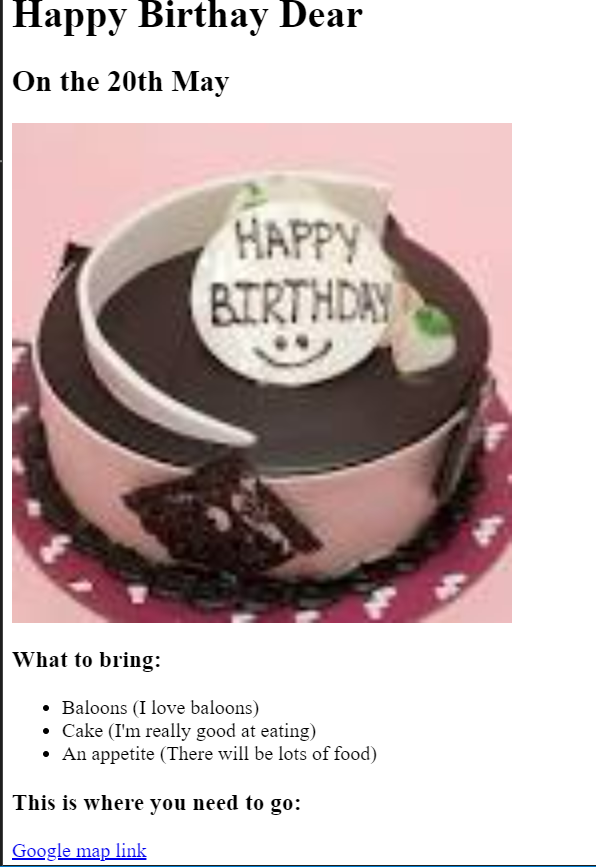 Happy Birthay Dear
On the 20th May
HAPPY
BIRTHDAY
What to bring:
Baloons (I love baloons)
Cake (I'm really good at eating)
An appetite (There will be lots of food)
This is where you need to go:
Google map link